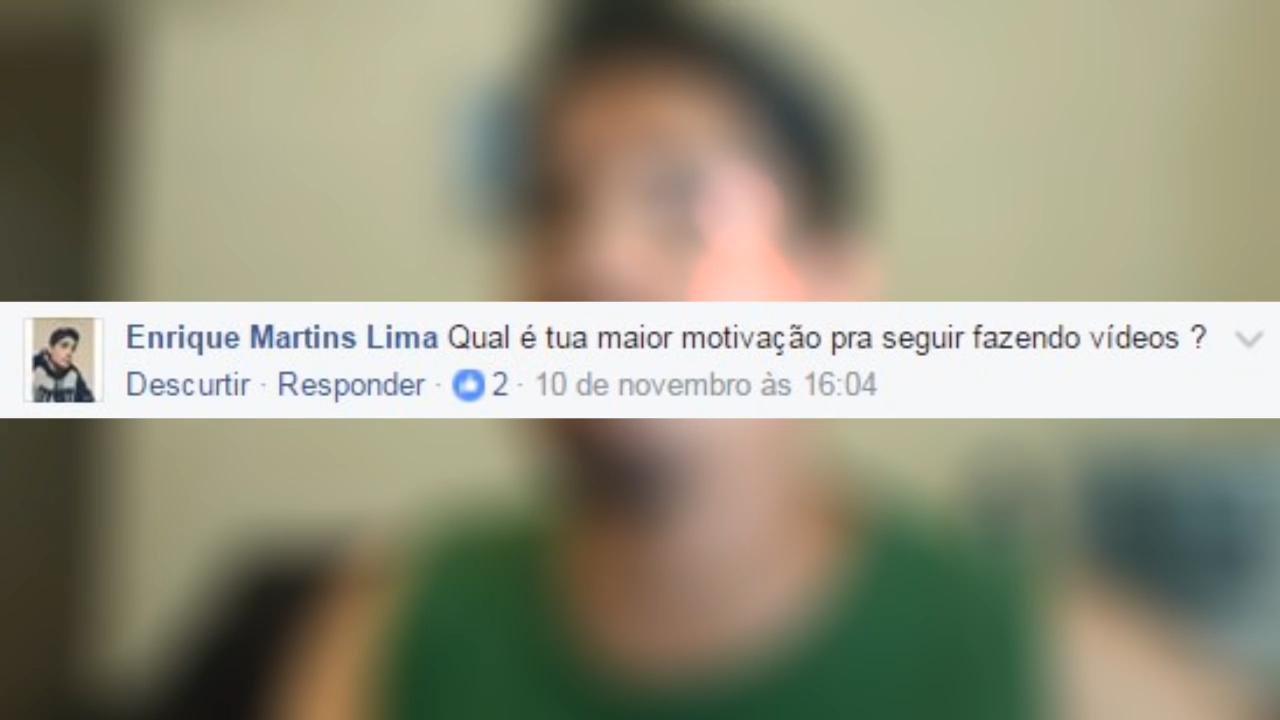 Enrique Martins Lima Qual é tua maior motivação pra seguir fazendo vídeos ?
Descurtir · Responder · 2 · 10 de novembro às 16:04